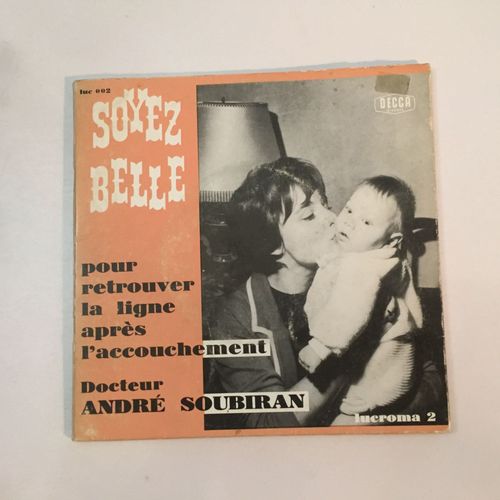 luc 002
SOYEZ
BELLE
DECCA
pour
retrouver
la ligne
après
l'accouchement
Docteur
ANDRÉ SOUBIRAN
lucroma 2